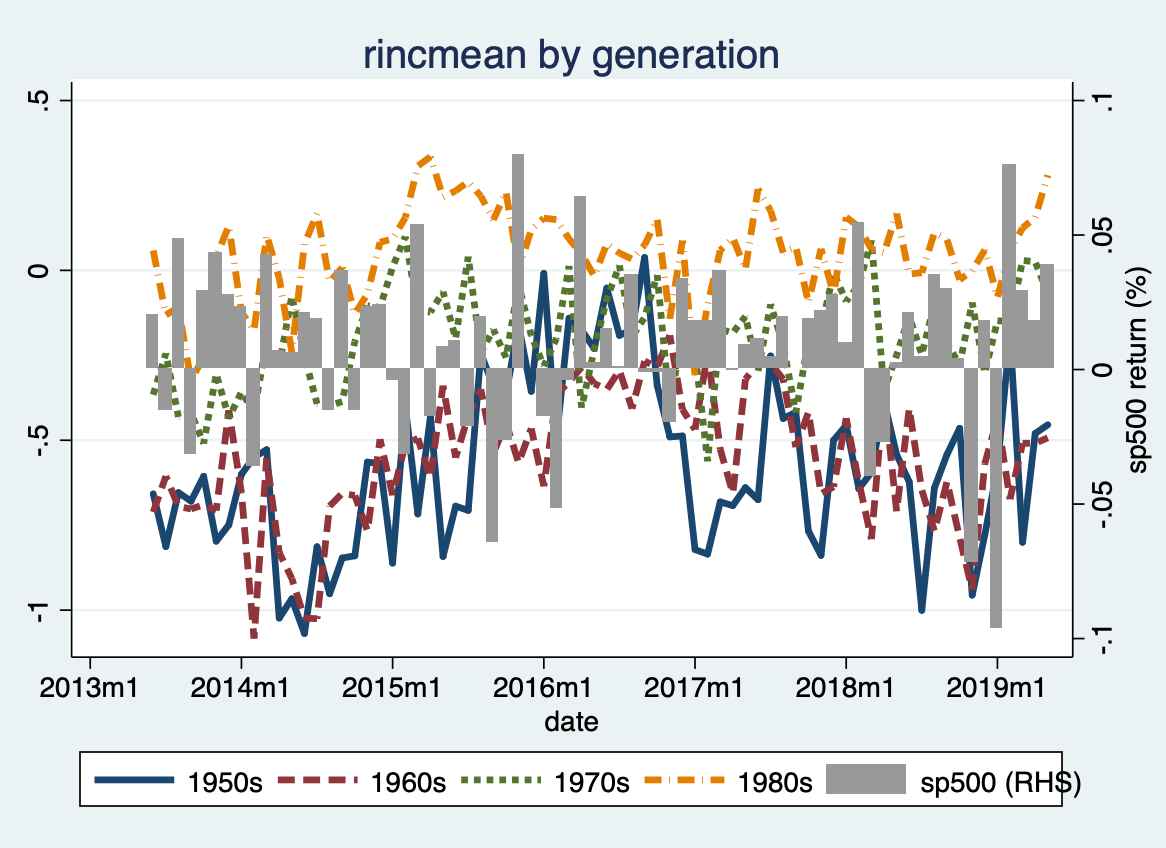 rincmean by generation
.5
0
-.5
-1
.1
.05
0
-.05
-.1
sp500 return (%)
2013m1 2014m1 2015m1 2016m1 2017m1 2018m1 2019m1
date
1950s 1960s 1970s 1980s sp500 (RHS)